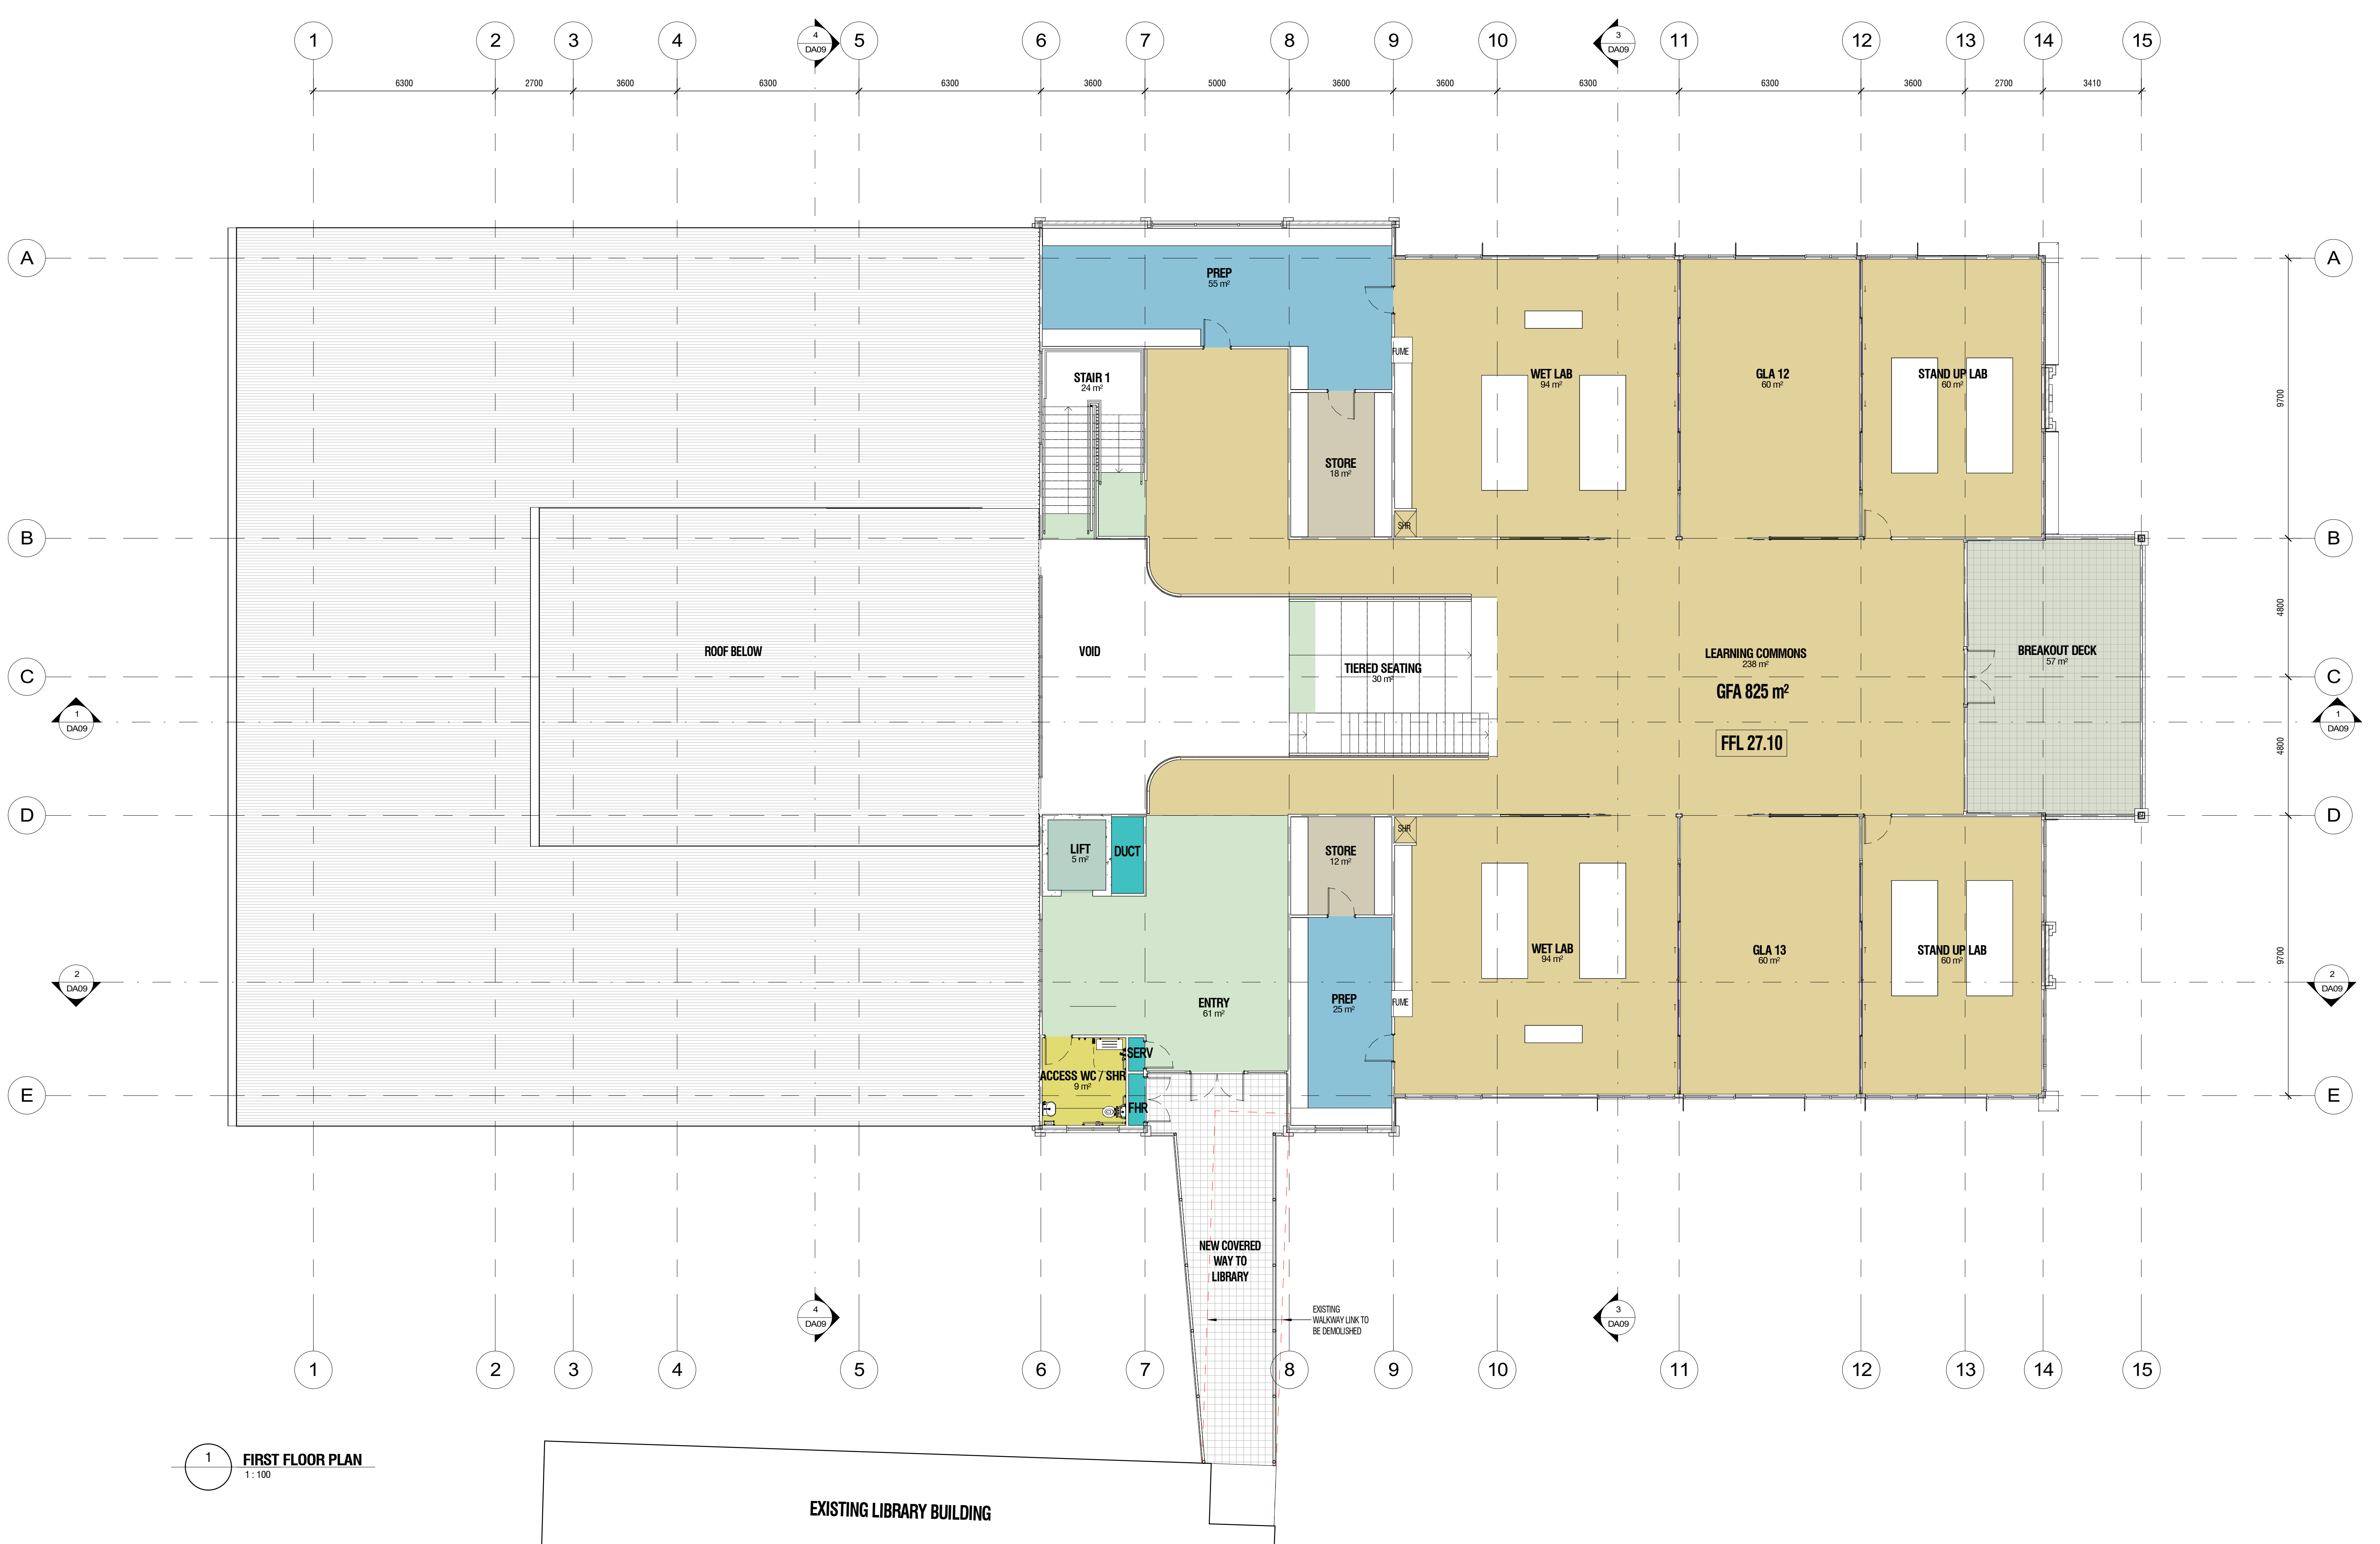 1 2 3 4 5 6 7 8 9 10 11 12 13 14 15
4
DA09
3
DA09
6300 2700 3600 6300 6300 3600 5000 3600 3600 6300 6300 3600 2700 3410
A
A
PREP
55 m²
FUME
STAIR 1
24 m²
WET LAB
94 m²
GLA 12
60 m²
STAND UP LAB
60 m²
9700
STORE
18 m²
SHR
B
B
4800
ROOF BELOW
VOID
TIERED SEATING
30 m²
LEARNING COMMONS
238 m²
GFA 825 m²
BREAKOUT DECK
57 m²
C
C
1
DA09
1
DA09
FFL 27.10
4800
D
D
SHR
LIFT
5 m²
DUCT
STORE
12 m²
WET LAB
94 m²
GLA 13
60 m²
STAND UP LAB
60 m²
9700
2
DA09
2
DA09
ENTRY
61 m²
PREP
25 m²
FUME
SERV
ACCESS WC / SHR
9 m²
FHR
E
E
NEW COVERED
WAY TO
LIBRARY
EXISTING
WALKWAY LINK TO
BE DEMOLISHED
4
DA09
3
DA09
1 2 3 4 5 6 7 8 9 10 11 12 13 14 15
1
FIRST FLOOR PLAN
1 : 100
EXISTING LIBRARY BUILDING